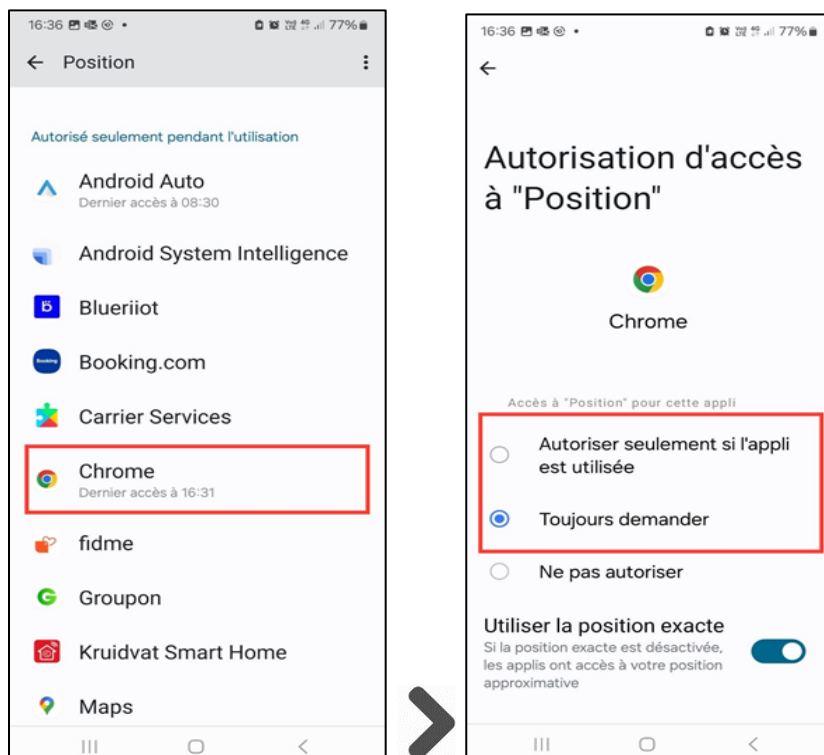 16:36
77%
Position
Autorisé seulement pendant l'utilisation
Android Auto
Dernier accès à 08:30
Android System Intelligence
Blueriiot
Booking.com
Carrier Services
Chrome
Dernier accès à 16:31
fidme
Groupon
Kruidvat Smart Home
Maps
16:36
77%
Autorisation d'accès
à "Position"
Chrome
Accès à "Position" pour cette appli
Autoriser seulement si l'appli
est utilisée
Toujours demander
Ne pas autoriser
Utiliser la position exacte
Si la position exacte est désactivée,
les applis ont accès à votre position
approximative